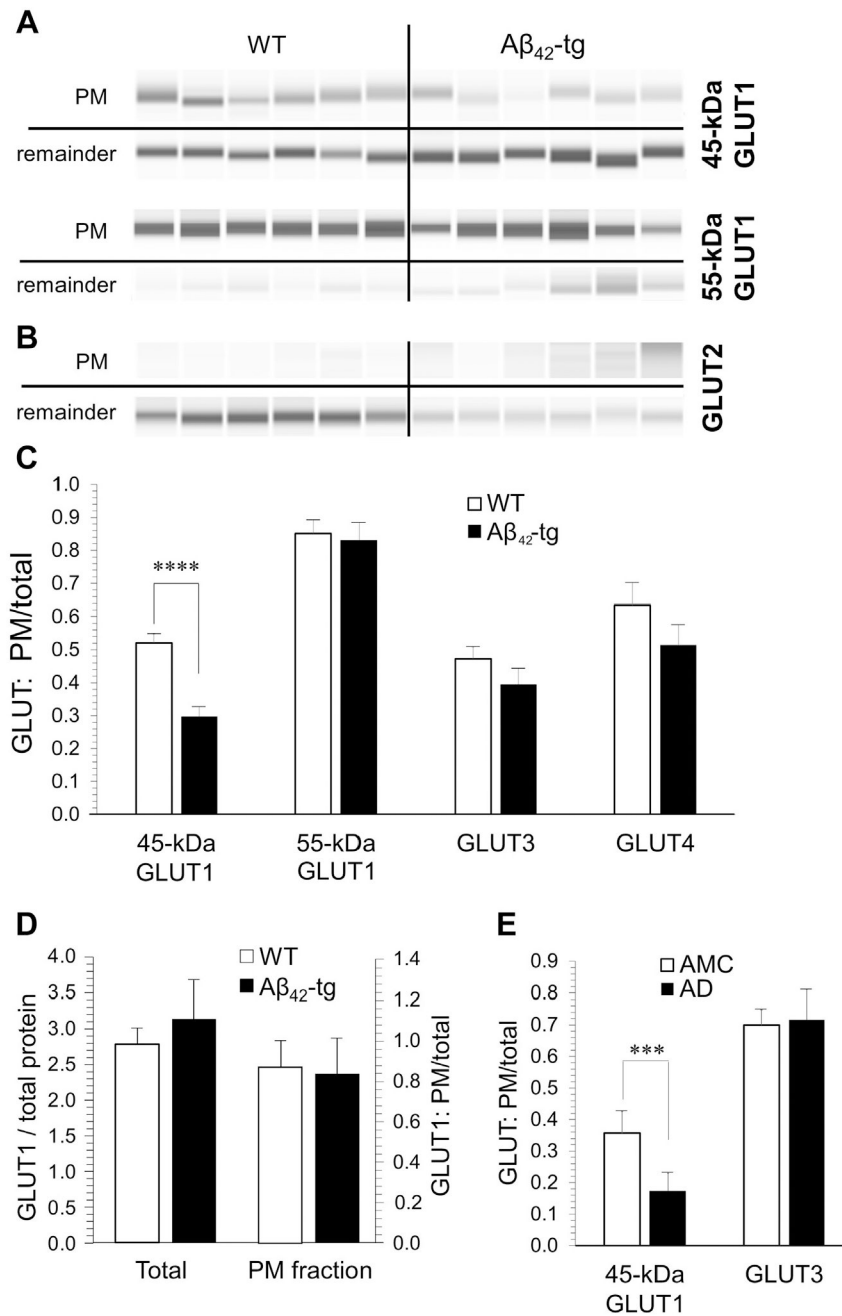 A
WT
Aβ₄₂-tg
PM
remainder
45-kDa
GLUT1
PM
remainder
55-kDa
GLUT1
B
PM
remainder
GLUT2
C
GLUT: PM/total
1.0
0.9
0.8
0.7
0.6
0.5
0.4
0.3
0.2
0.1
0.0
****
WT
Aβ₄₂-tg
45-kDa
GLUT1
55-kDa
GLUT1
GLUT3
GLUT4
D
GLUT1 / total protein
4.0
3.5
3.0
2.5
2.0
1.5
1.0
0.5
0.0
WT
Aβ₄₂-tg
1.4
1.2
1.0
0.8
0.6
0.4
0.2
0.0
GLUT1: PM/total
Total
PM fraction
E
GLUT: PM/total
0.9
0.8
0.7
0.6
0.5
0.4
0.3
0.2
0.1
0.0
AMC
AD
***
45-kDa
GLUT1
GLUT3